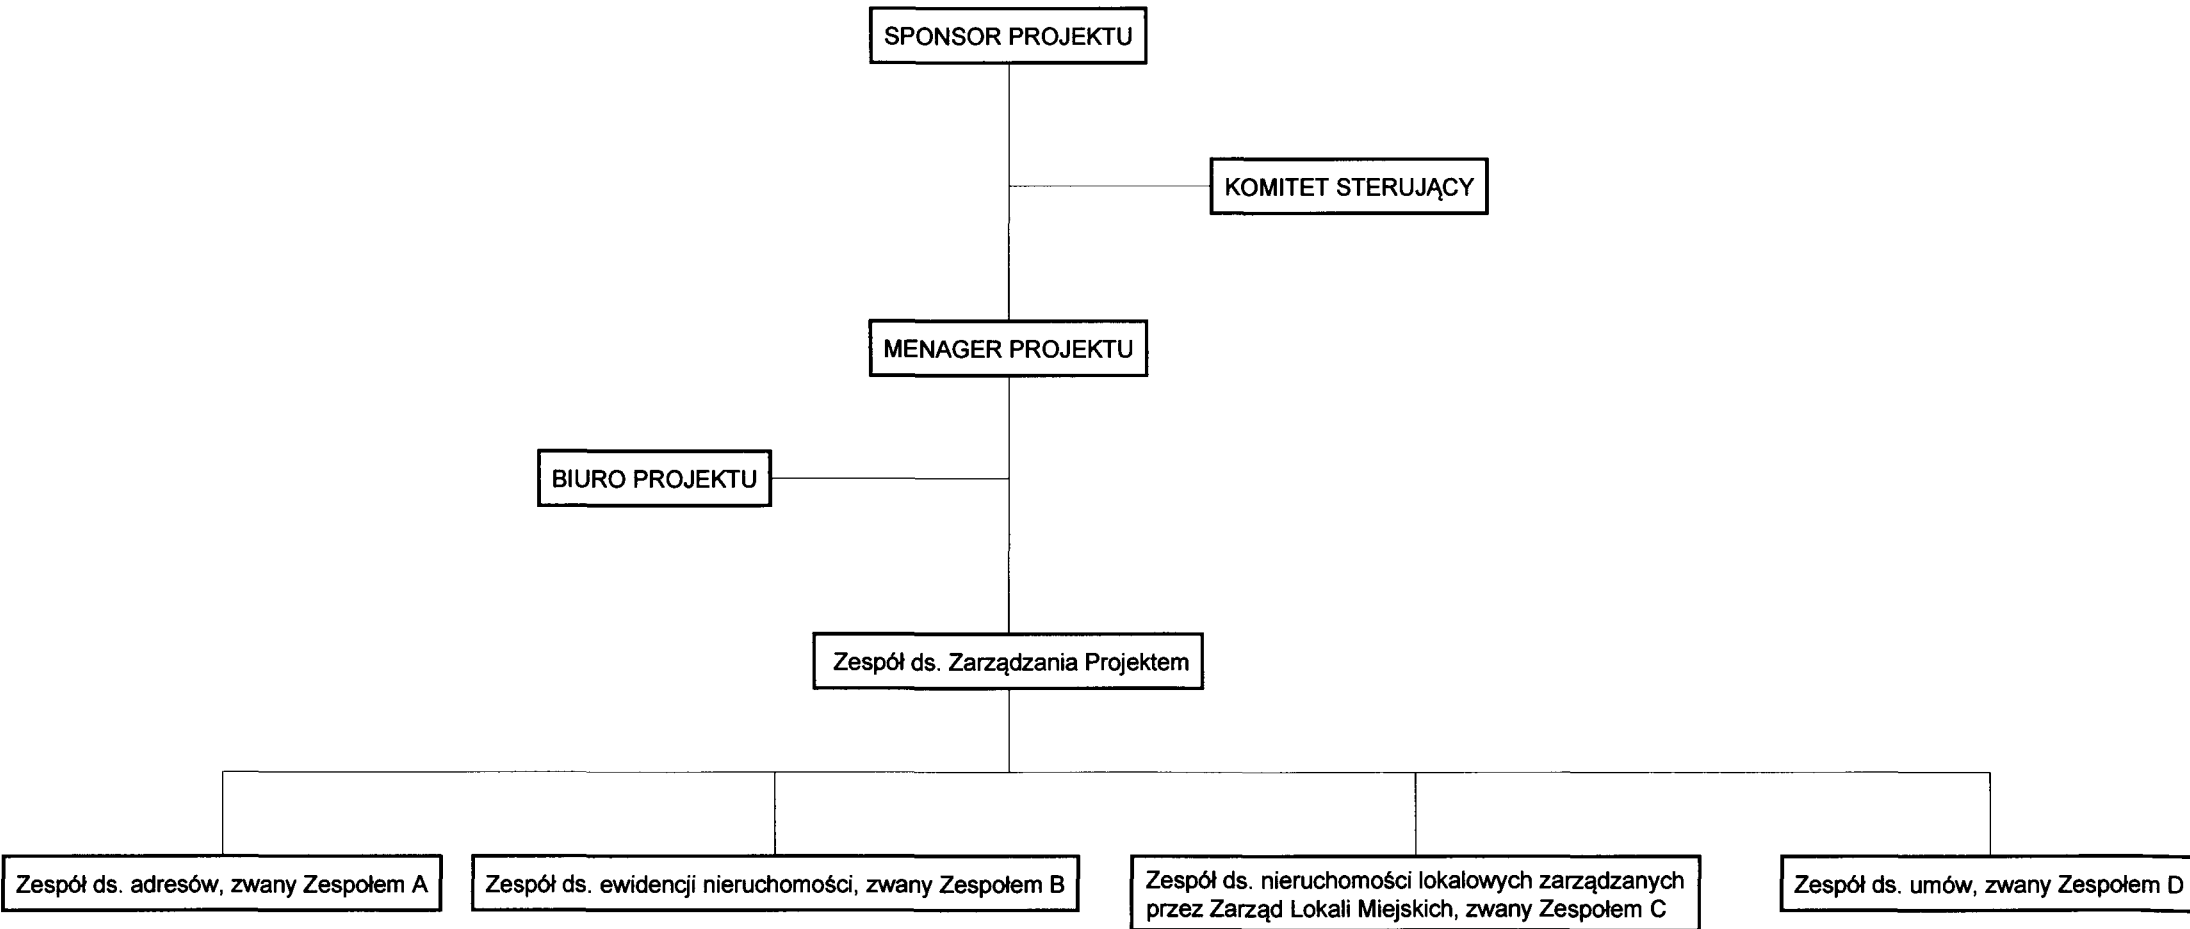 SPONSOR PROJEKTU
KOMITET STERUJĄCY
MENAGER PROJEKTU
BIURO PROJEKTU
Zespół ds. Zarządzania Projektem
Zespół ds. adresów, zwany Zespołem A
Zespół ds. ewidencji nieruchomości, zwany Zespołem B
Zespół ds. nieruchomości lokalowych zarządzanych
przez Zarząd Lokali Miejskich, zwany Zespołem C
Zespół ds. umów, zwany Zespołem D